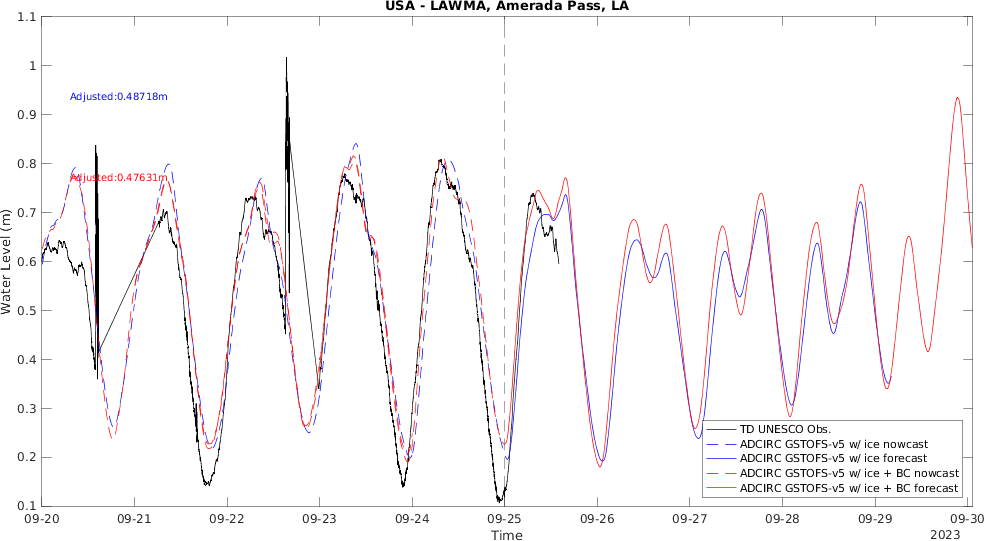 USA - LAWMA, Amerada Pass, LA
1.1
1
0.9
0.8
0.7
0.6
0.5
0.4
0.3
0.2
0.1
Water Level (m)
Adjusted:0.48718m
Adjusted:0.47631m
TD UNESCO Obs.
ADCIRC GSTOFS-v5 w/ ice nowcast
ADCIRC GSTOFS-v5 w/ ice forecast
ADCIRC GSTOFS-v5 w/ ice + BC nowcast
ADCIRC GSTOFS-v5 w/ ice + BC forecast
09-20 09-21 09-22 09-23 09-24 09-25 09-26 09-27 09-28 09-29 09-30
Time
2023